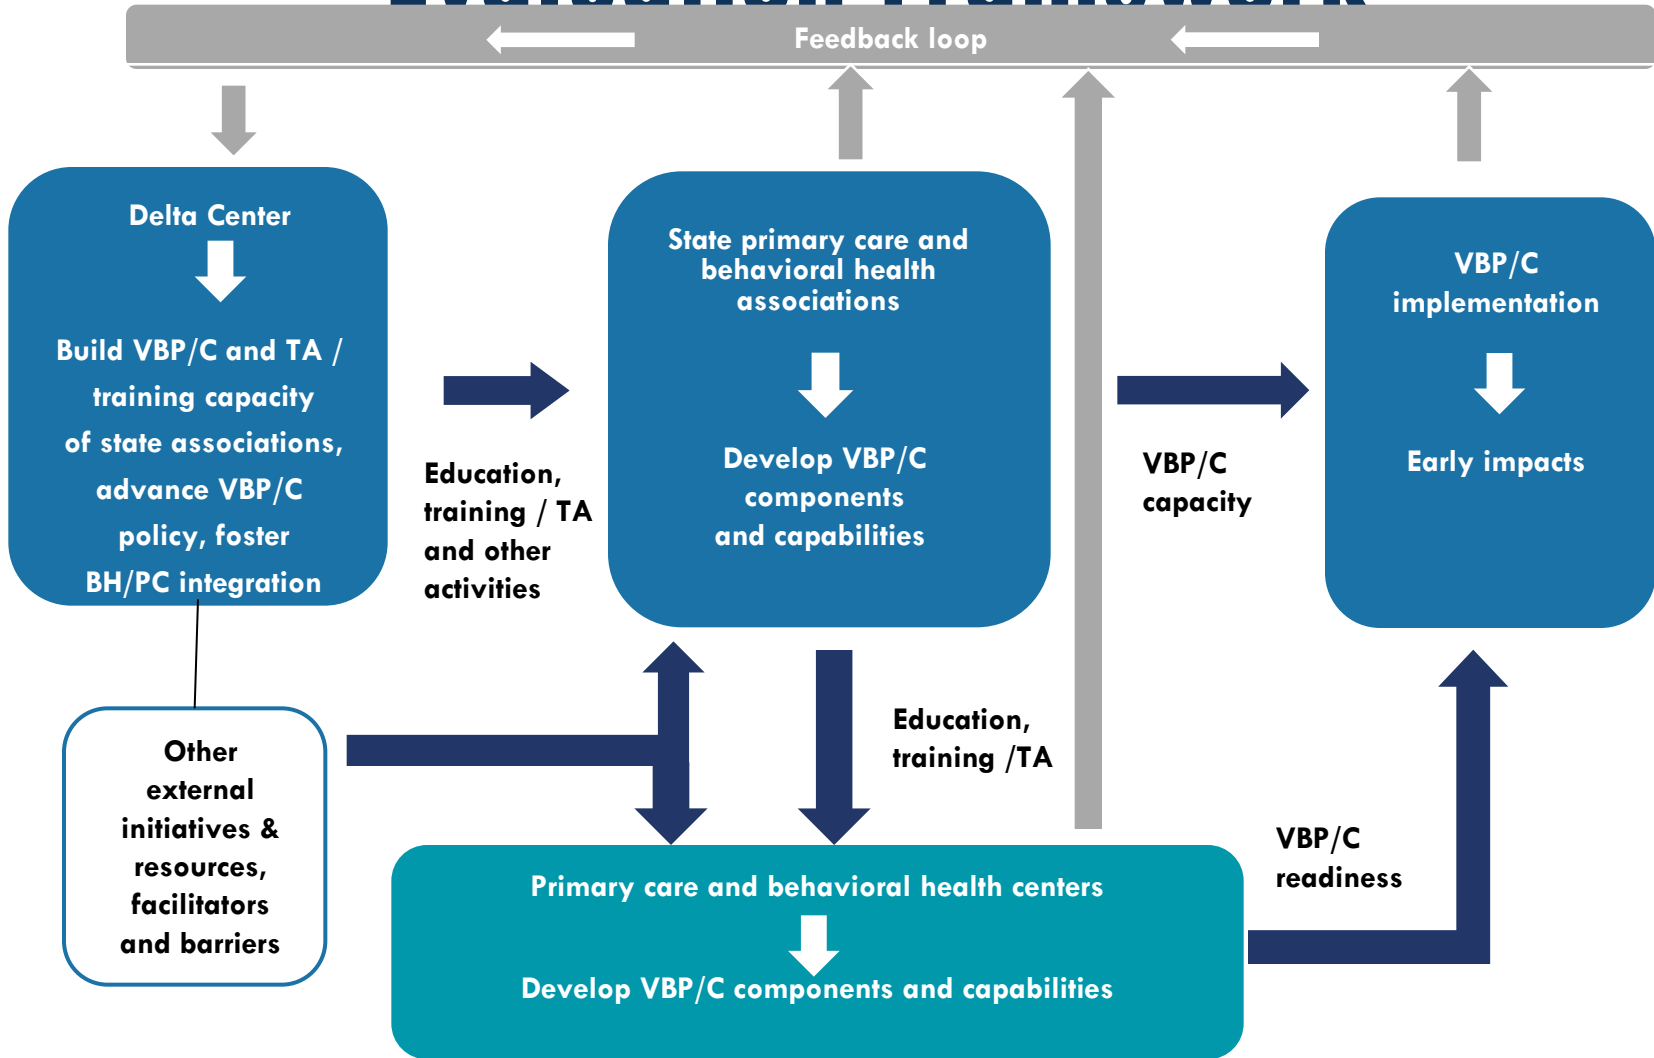 Evaluation Framework
Feedback loop
Delta Center
Build VBP/C and TA /
training capacity
of state associations,
advance VBP/C
policy, foster
BH/PC integration
Education,
training / TA
and other
activities
State primary care and
behavioral health
associations
Develop VBP/C
components
and capabilities
VBP/C
capacity
VBP/C
implementation
Early impacts
Other
external
initiatives &
resources,
facilitators
and barriers
Education,
training /TA
VBP/C
readiness
Primary care and behavioral health centers
Develop VBP/C components and capabilities